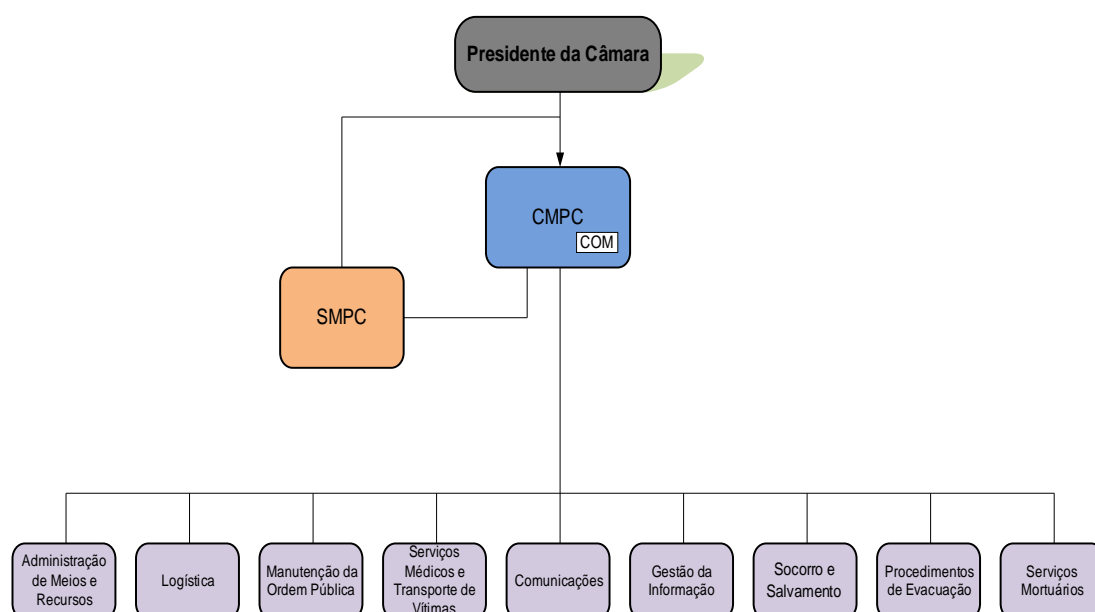 Presidente da Câmara
CMPC
COM
SMPC
Administração
de Meios e
Recursos
Logística
Manutenção da
Ordem Pública
Serviços
Médicos e
Transporte de
Vítimas
Comunicações
Gestão da
Informação
Socorro e
Salvamento
Procedimentos
de Evacuação
Serviços
Mortuários